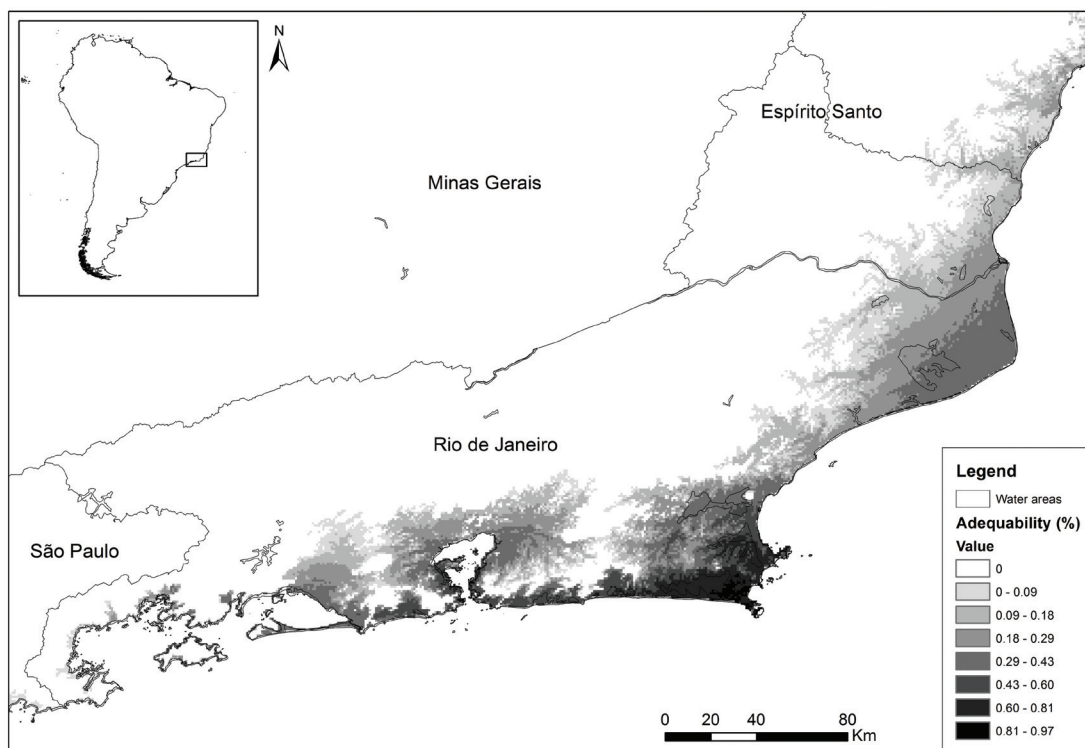 N
Espírito Santo
Minas Gerais
Rio de Janeiro
São Paulo
Legend
Water areas
Adequability (%)
Value
0
0 - 0.09
0.09 - 0.18
0.18 - 0.29
0.29 - 0.43
0.43 - 0.60
0.60 - 0.81
0.81 - 0.97
0 20 40 80
Km